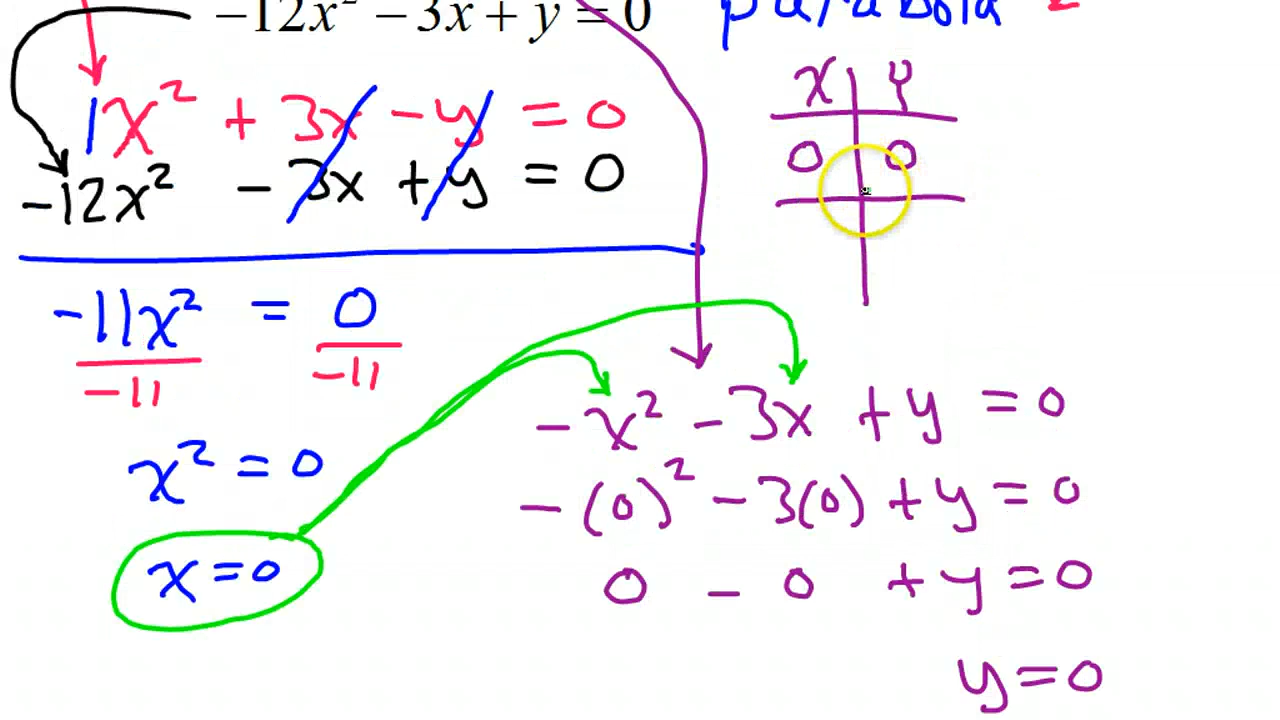 -12x² - 3x + y = 0
parabola
1x² + 3x - y = 0
-12x² - 3x + y = 0
x y
0 0
-11x² = 0
-11 -11
x² = 0
x = 0
-x² - 3x + y = 0
-(0)² - 3(0) + y = 0
0 - 0 + y = 0
y = 0